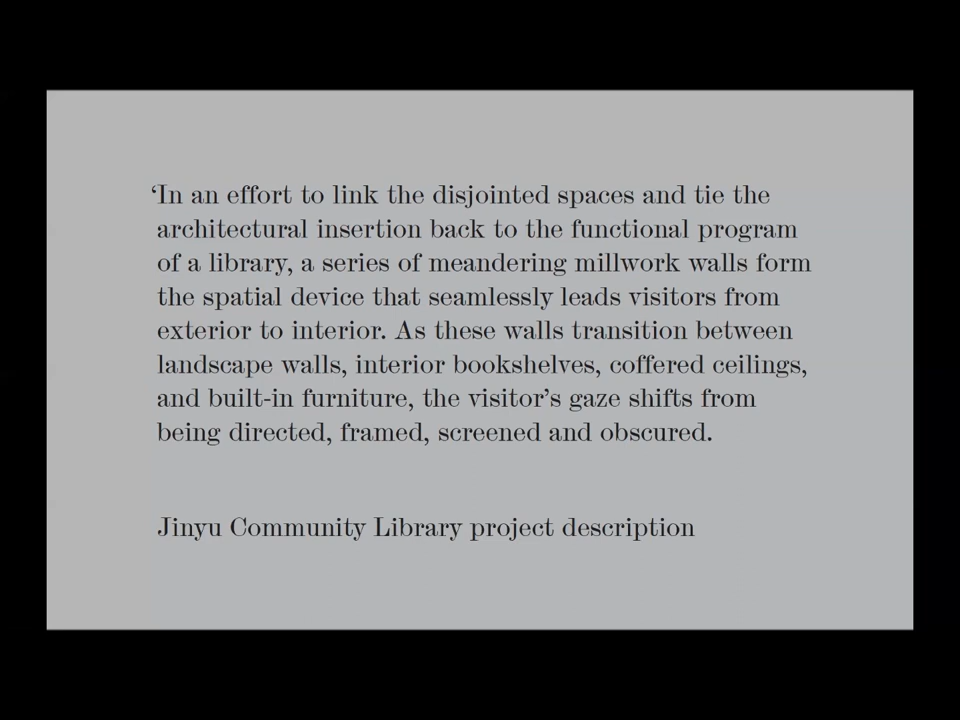 ‘In an effort to link the disjointed spaces and tie the
architectural insertion back to the functional program
of a library, a series of meandering millwork walls form
the spatial device that seamlessly leads visitors from
exterior to interior. As these walls transition between
landscape walls, interior bookshelves, coffered ceilings,
and built-in furniture, the visitor’s gaze shifts from
being directed, framed, screened and obscured.
Jinyu Community Library project description